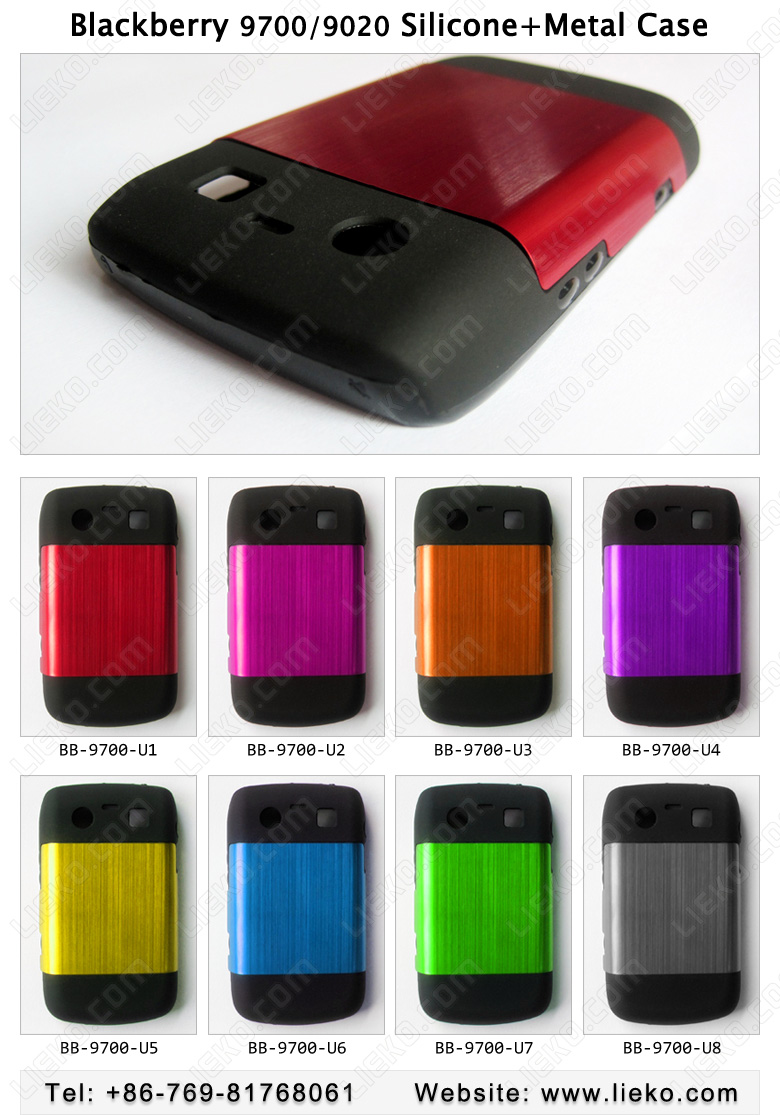 Blackberry 9700/9020 Silicone+Metal Case
BB-9700-U1 BB-9700-U2 BB-9700-U3 BB-9700-U4
BB-9700-U5 BB-9700-U6 BB-9700-U7 BB-9700-U8
Tel: +86-769-81768061 Website: www.lieko.com
LIEKO.COM